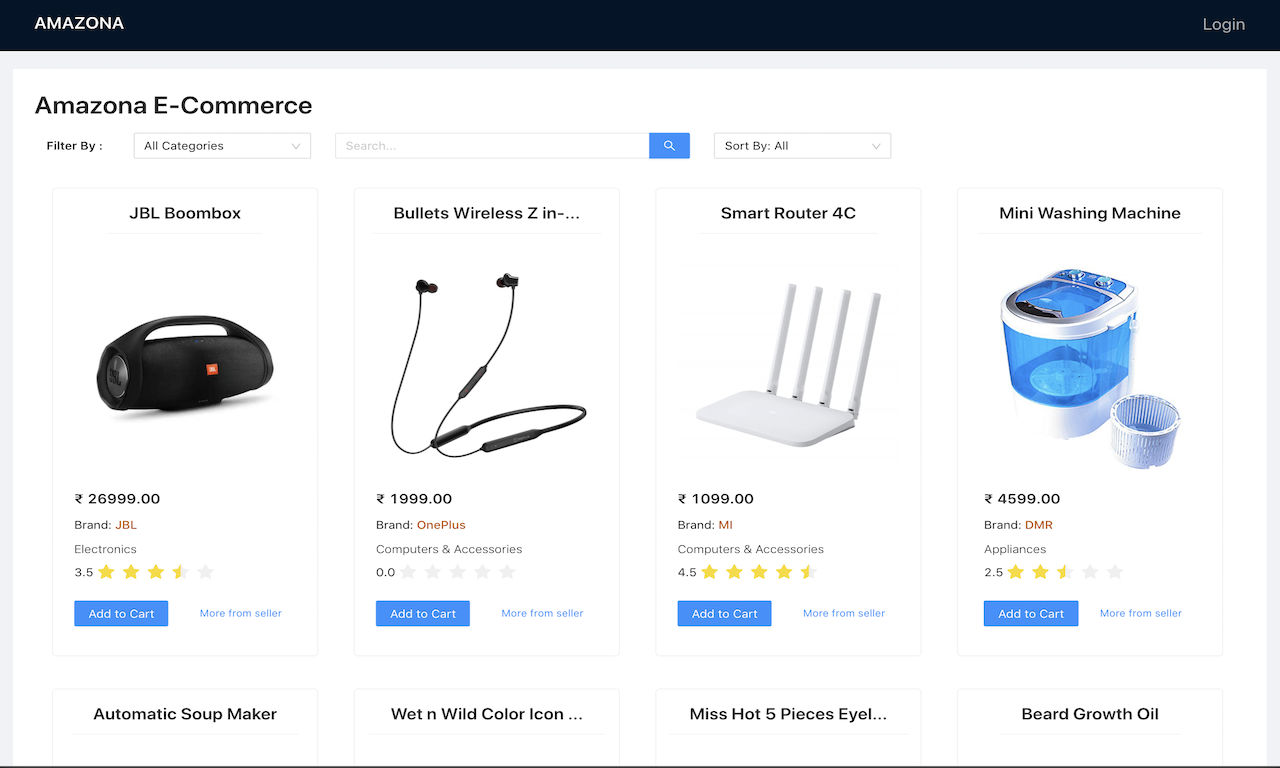 AMAZONA
Login
Amazona E-Commerce
Filter By :
All Categories
Search...
Sort By: All
JBL Boombox
Bullets Wireless Z in-...
Smart Router 4C
Mini Washing Machine
JBL
JBL
₹ 26999.00
₹ 1999.00
₹ 1099.00
₹ 4599.00
Brand: JBL
Brand: OnePlus
Brand: MI
Brand: DMR
Electronics
Computers & Accessories
Computers & Accessories
Appliances
3.5
0.0
4.5
2.5
Add to Cart
More from seller
Add to Cart
More from seller
Add to Cart
More from seller
Add to Cart
More from seller
Automatic Soup Maker
Wet n Wild Color Icon ...
Miss Hot 5 Pieces Eyel...
Beard Growth Oil